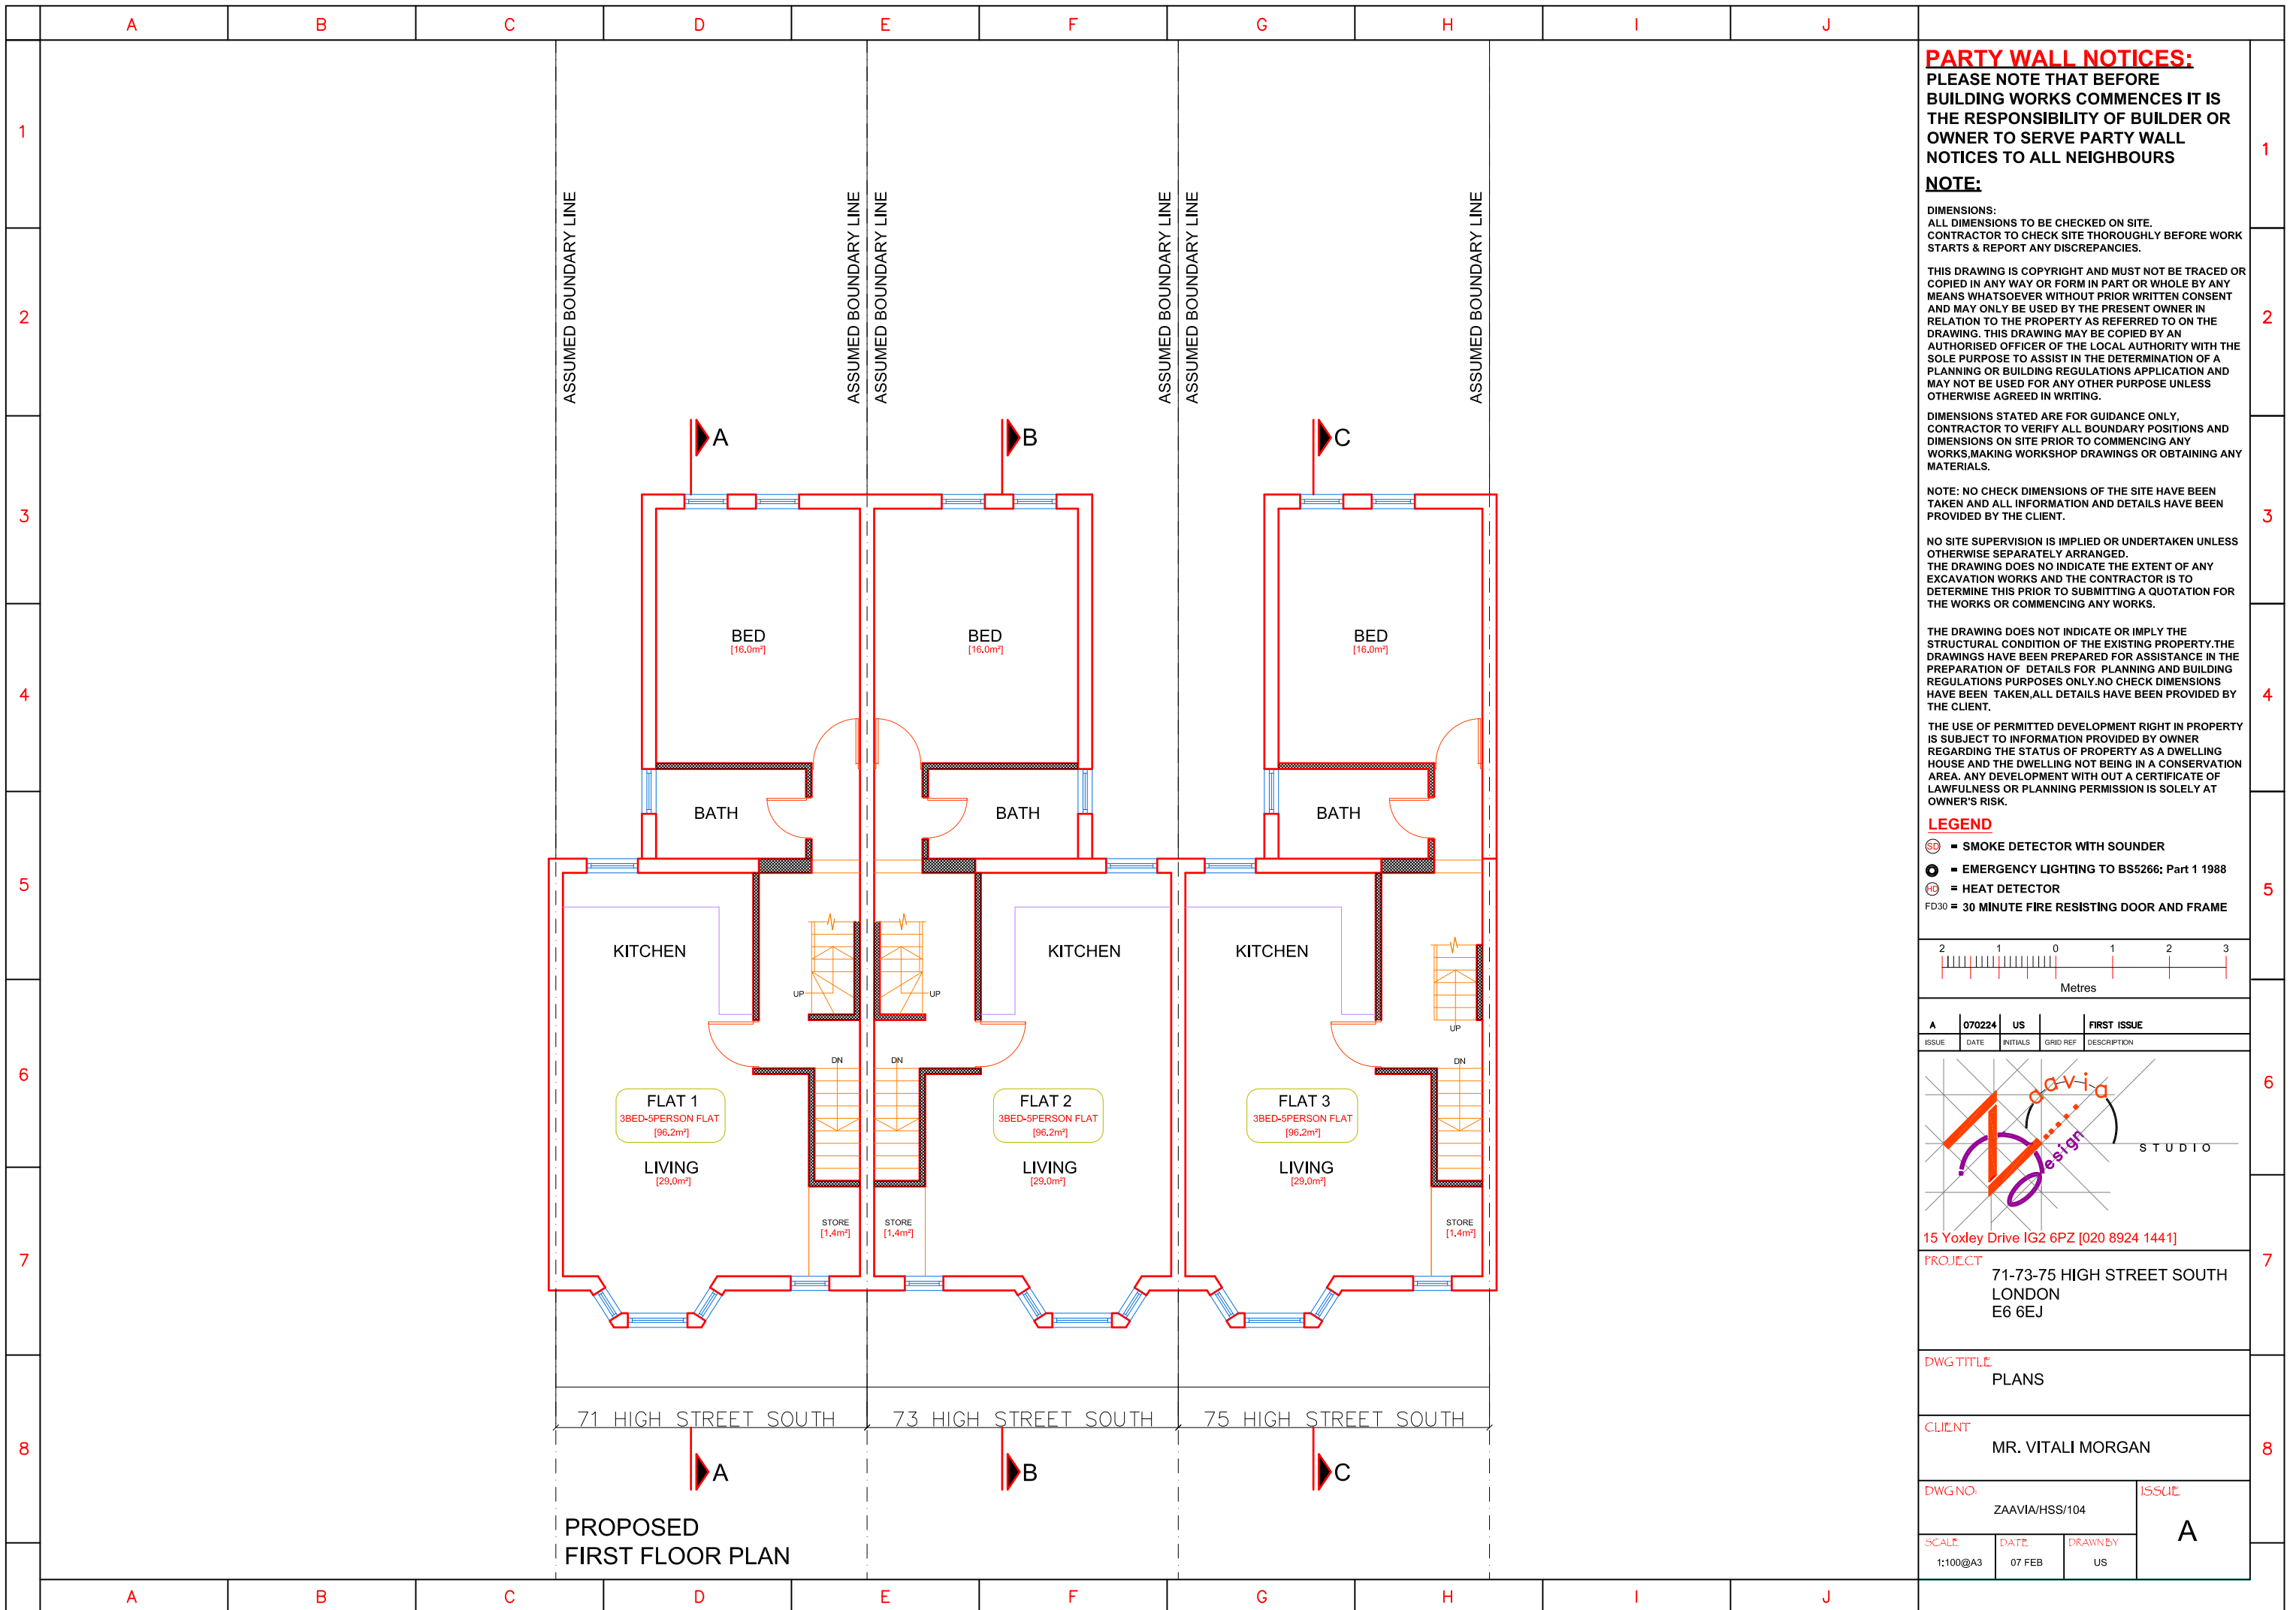 A B C D E F G H I J
1
2
3
4
5
6
7
8
1
2
3
4
5
6
7
8
A B C D E F G H I J
ASSUMED BOUNDARY LINE
ASSUMED BOUNDARY LINE
ASSUMED BOUNDARY LINE
ASSUMED BOUNDARY LINE
ASSUMED BOUNDARY LINE
ASSUMED BOUNDARY LINE
A
B
C
BED
[16.0m²]
BED
[16.0m²]
BED
[16.0m²]
BATH
BATH
BATH
KITCHEN
KITCHEN
KITCHEN
UP
UP
UP
DN
DN
DN
FLAT 1
3BED-5PERSON FLAT
[96.2m²]
FLAT 2
3BED-5PERSON FLAT
[96.2m²]
FLAT 3
3BED-5PERSON FLAT
[96.2m²]
LIVING
[29.0m²]
LIVING
[29.0m²]
LIVING
[29.0m²]
STORE
[1.4m²]
STORE
[1.4m²]
STORE
[1.4m²]
71 HIGH STREET SOUTH
73 HIGH STREET SOUTH
75 HIGH STREET SOUTH
A
B
C
PROPOSED
FIRST FLOOR PLAN
PARTY WALL NOTICES:
PLEASE NOTE THAT BEFORE
BUILDING WORKS COMMENCES IT IS
THE RESPONSIBILITY OF BUILDER OR
OWNER TO SERVE PARTY WALL
NOTICES TO ALL NEIGHBOURS
NOTE:
DIMENSIONS:
ALL DIMENSIONS TO BE CHECKED ON SITE.
CONTRACTOR TO CHECK SITE THOROUGHLY BEFORE WORK
STARTS & REPORT ANY DISCREPANCIES.
THIS DRAWING IS COPYRIGHT AND MUST NOT BE TRACED OR
COPIED IN ANY WAY OR FORM IN PART OR WHOLE BY ANY
MEANS WHATSOEVER WITHOUT PRIOR WRITTEN CONSENT
AND MAY ONLY BE USED BY THE PRESENT OWNER IN
RELATION TO THE PROPERTY AS REFERRED TO ON THE
DRAWING. THIS DRAWING MAY BE COPIED BY AN
AUTHORISED OFFICER OF THE LOCAL AUTHORITY WITH THE
SOLE PURPOSE TO ASSIST IN THE DETERMINATION OF A
PLANNING OR BUILDING REGULATIONS APPLICATION AND
MAY NOT BE USED FOR ANY OTHER PURPOSE UNLESS
OTHERWISE AGREED IN WRITING.
DIMENSIONS STATED ARE FOR GUIDANCE ONLY,
CONTRACTOR TO VERIFY ALL BOUNDARY POSITIONS AND
DIMENSIONS ON SITE PRIOR TO COMMENCING ANY
WORKS,MAKING WORKSHOP DRAWINGS OR OBTAINING ANY
MATERIALS.
NOTE: NO CHECK DIMENSIONS OF THE SITE HAVE BEEN
TAKEN AND ALL INFORMATION AND DETAILS HAVE BEEN
PROVIDED BY THE CLIENT.
NO SITE SUPERVISION IS IMPLIED OR UNDERTAKEN UNLESS
OTHERWISE SEPARATELY ARRANGED.
THE DRAWING DOES NO INDICATE THE EXTENT OF ANY
EXCAVATION WORKS AND THE CONTRACTOR IS TO
DETERMINE THIS PRIOR TO SUBMITTING A QUOTATION FOR
THE WORKS OR COMMENCING ANY WORKS.
THE DRAWING DOES NOT INDICATE OR IMPLY THE
STRUCTURAL CONDITION OF THE EXISTING PROPERTY.THE
DRAWINGS HAVE BEEN PREPARED FOR ASSISTANCE IN THE
PREPARATION OF DETAILS FOR PLANNING AND BUILDING
REGULATIONS PURPOSES ONLY.NO CHECK DIMENSIONS
HAVE BEEN TAKEN,ALL DETAILS HAVE BEEN PROVIDED BY
THE CLIENT.
THE USE OF PERMITTED DEVELOPMENT RIGHT IN PROPERTY
IS SUBJECT TO INFORMATION PROVIDED BY OWNER
REGARDING THE STATUS OF PROPERTY AS A DWELLING
HOUSE AND THE DWELLING NOT BEING IN A CONSERVATION
AREA. ANY DEVELOPMENT WITH OUT A CERTIFICATE OF
LAWFULNESS OR PLANNING PERMISSION IS SOLELY AT
OWNER'S RISK.
LEGEND
SD = SMOKE DETECTOR WITH SOUNDER
= EMERGENCY LIGHTING TO BS5266: Part 1 1988
HD = HEAT DETECTOR
FD30 = 30 MINUTE FIRE RESISTING DOOR AND FRAME
2 1 0 1 2 3
Metres
A 070224 US FIRST ISSUE
ISSUE DATE INITIALS GRID REF DESCRIPTION
aavia
esign
STUDIO
15 Yoxley Drive IG2 6PZ [020 8924 1441]
PROJECT
71-73-75 HIGH STREET SOUTH
LONDON
E6 6EJ
DWG TITLE
PLANS
CLIENT
MR. VITALI MORGAN
DWG NO:
ZAAVIA/HSS/104
ISSUE
A
SCALE DATE DRAWN BY
1:100@A3 07 FEB US